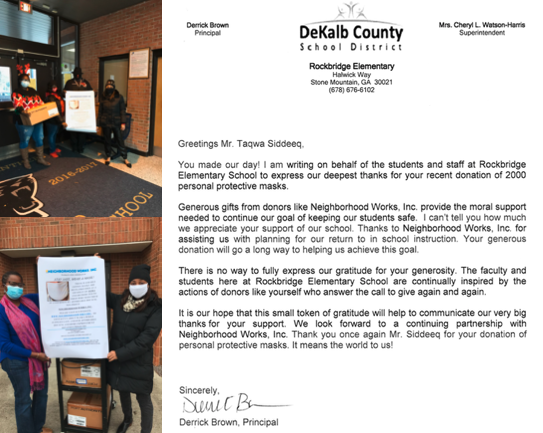 Derrick Brown
Principal
DeKalb County
School District
Mrs. Cheryl L. Watson-Harris
Superintendent
Rockbridge Elementary
Halwick Way
Stone Mountain, GA 30021
(678) 676-6102
Greetings Mr. Taqwa Siddeeq,
You made our day! I am writing on behalf of the students and staff at Rockbridge
Elementary School to express our deepest thanks for your recent donation of 2000
personal protective masks.
Generous gifts from donors like Neighborhood Works, Inc. provide the moral support
needed to continue our goal of keeping our students safe. I can't tell you how much
we appreciate your support of our school. Thanks to Neighborhood Works, Inc. for
assisting us with planning for our return to in school instruction. Your generous
donation will go a long way to helping us achieve this goal.
There is no way to fully express our gratitude for your generosity. The faculty and
students here at Rockbridge Elementary School are continually inspired by the
actions of donors like yourself who answer the call to give again and again.
It is our hope that this small token of gratitude will help to communicate our very big
thanks for your support. We look forward to a continuing partnership with
Neighborhood Works, Inc. Thank you once again Mr. Siddeeq for your donation of
personal protective masks. It means the world to us!
Sincerely,
Derrick Brown, Principal
2016-2017
SCHOOL
NEIGHBORHOOD WORKS, INC